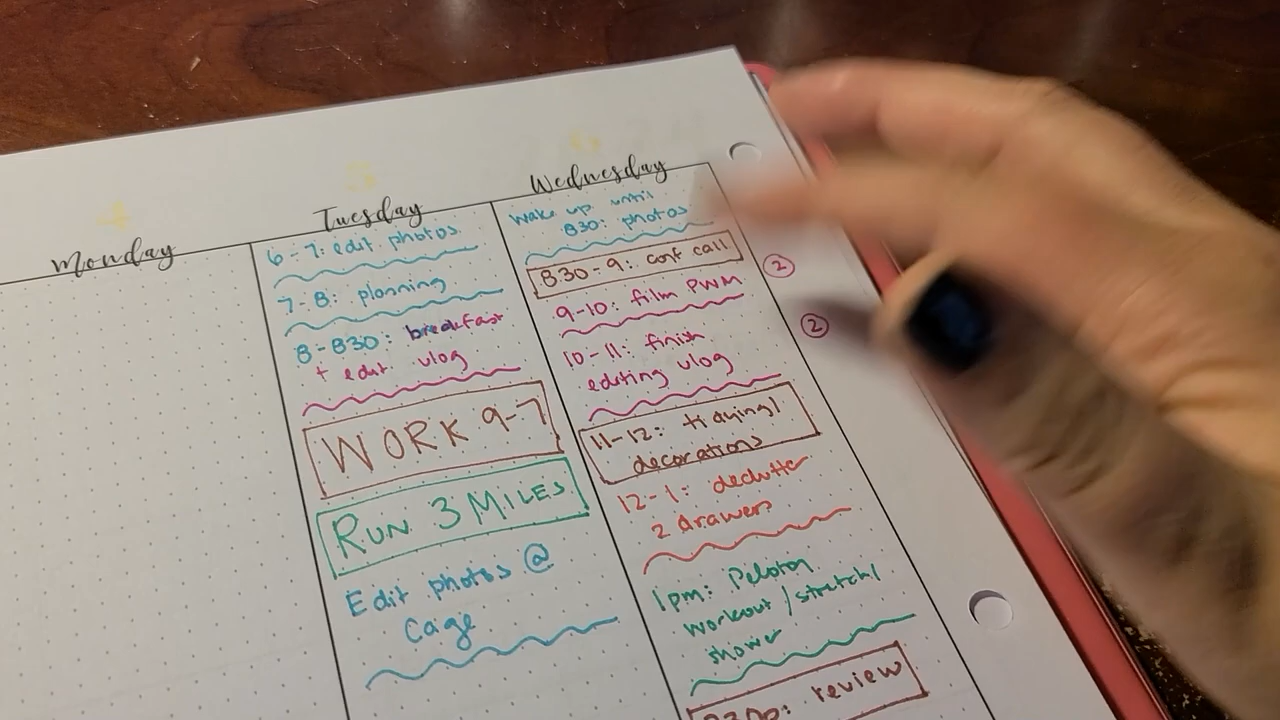 Monday
Tuesday
6-7: edit photos
7-8: planning
8-830: breakfast
+ edit vlog
WORK 9-7
RUN 3 MILES
Edit photos @
Cage
Wednesday
Wake up until
830: photos
830-9: conf call
9-10: film PWM
10-11: finish
editing vlog
11-12:
decorations
12-1: declutter
2 drawers
1pm: Peloton
workout / stretch/
shower
review
2
2